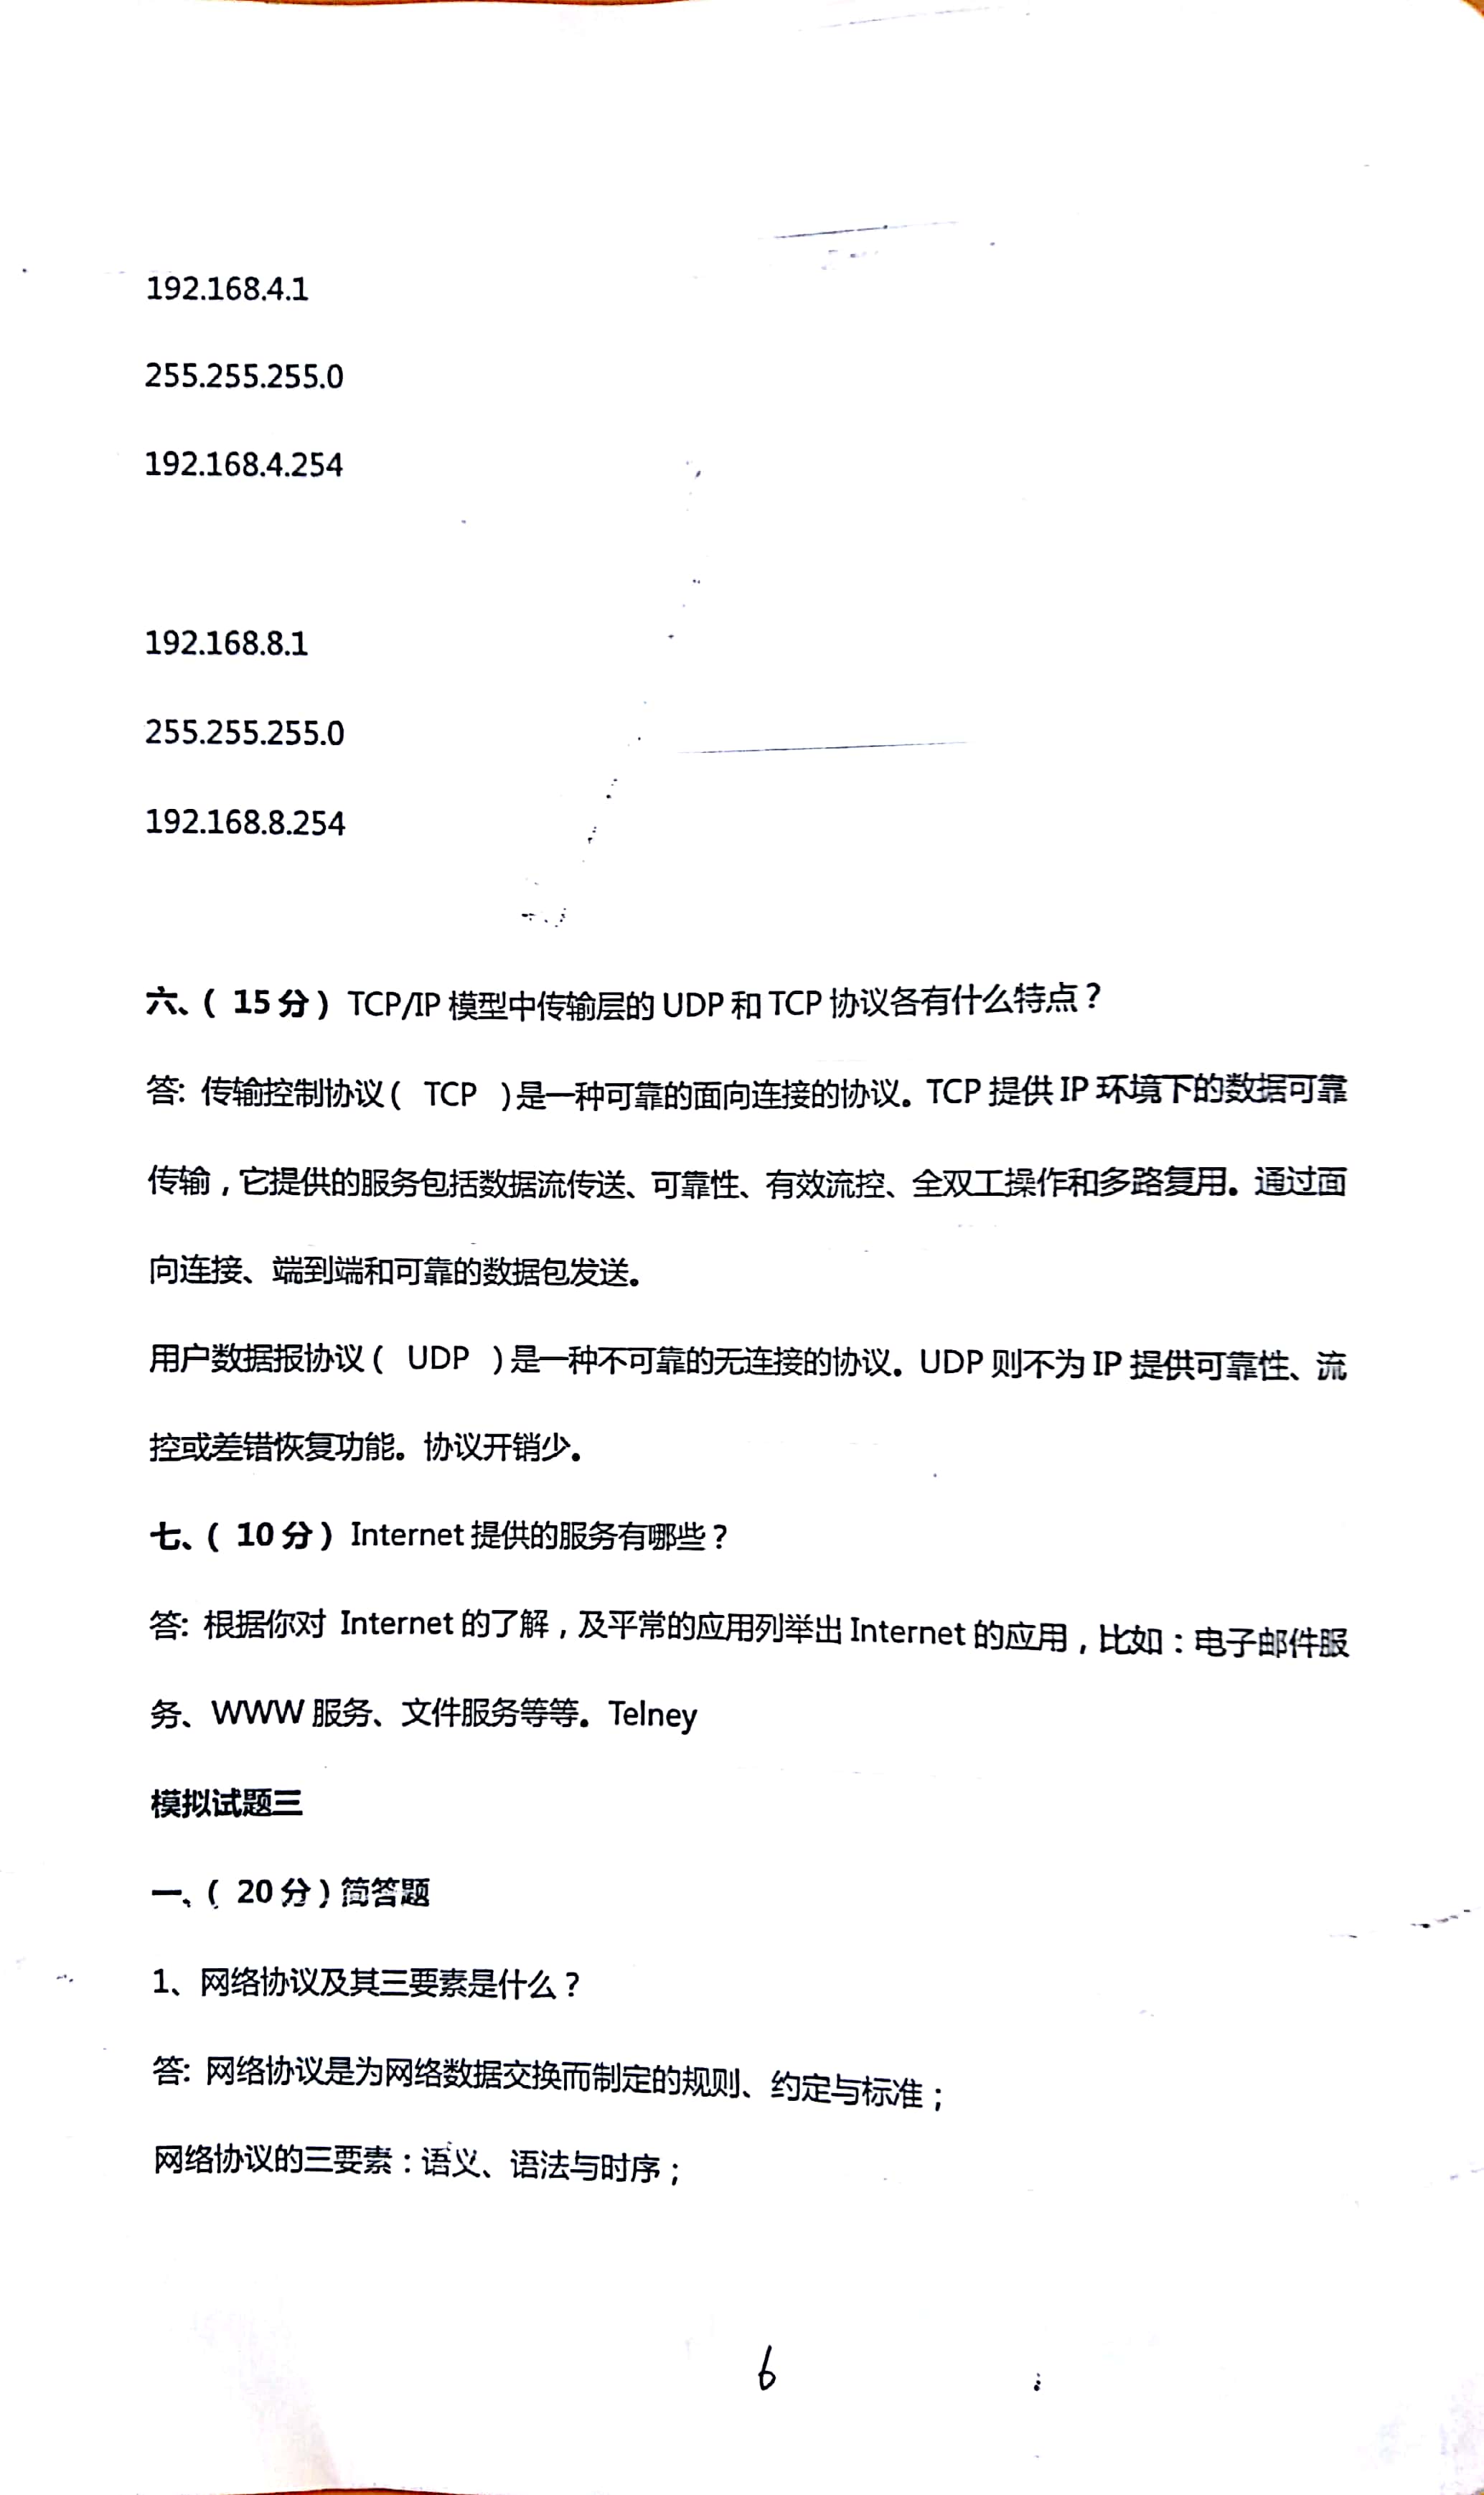 192.168.4.1
255.255.255.0
192.168.4.254
192.168.8.1
255.255.255.0
192.168.8.254
六、( 15分) TCP/IP 模型中传输层的 UDP 和 TCP 协议各有什么特点？
答: 传输控制协议( TCP )是一种可靠的面向连接的协议。TCP 提供 IP 环境下的数据可靠
传输，它提供的服务包括数据流传送、可靠性、有效流控、全双工操作和多路复用。通过面
向连接、端到端和可靠的数据包发送。
用户数据报协议( UDP )是一种不可靠的无连接的协议。UDP 则不为 IP 提供可靠性、流
控或差错恢复功能。协议开销少。
七、( 10分) Internet 提供的服务有哪些？
答: 根据你对 Internet 的了解，及平常的应用列举出 Internet 的应用，比如：电子邮件服
务、WWW 服务、文件服务等等。Telney
模拟试题三
一、( 20分) 简答题
1、网络协议及其三要素是什么？
答: 网络协议是为网络数据交换而制定的规则、约定与标准；
网络协议的三要素：语义、语法与时序；
6